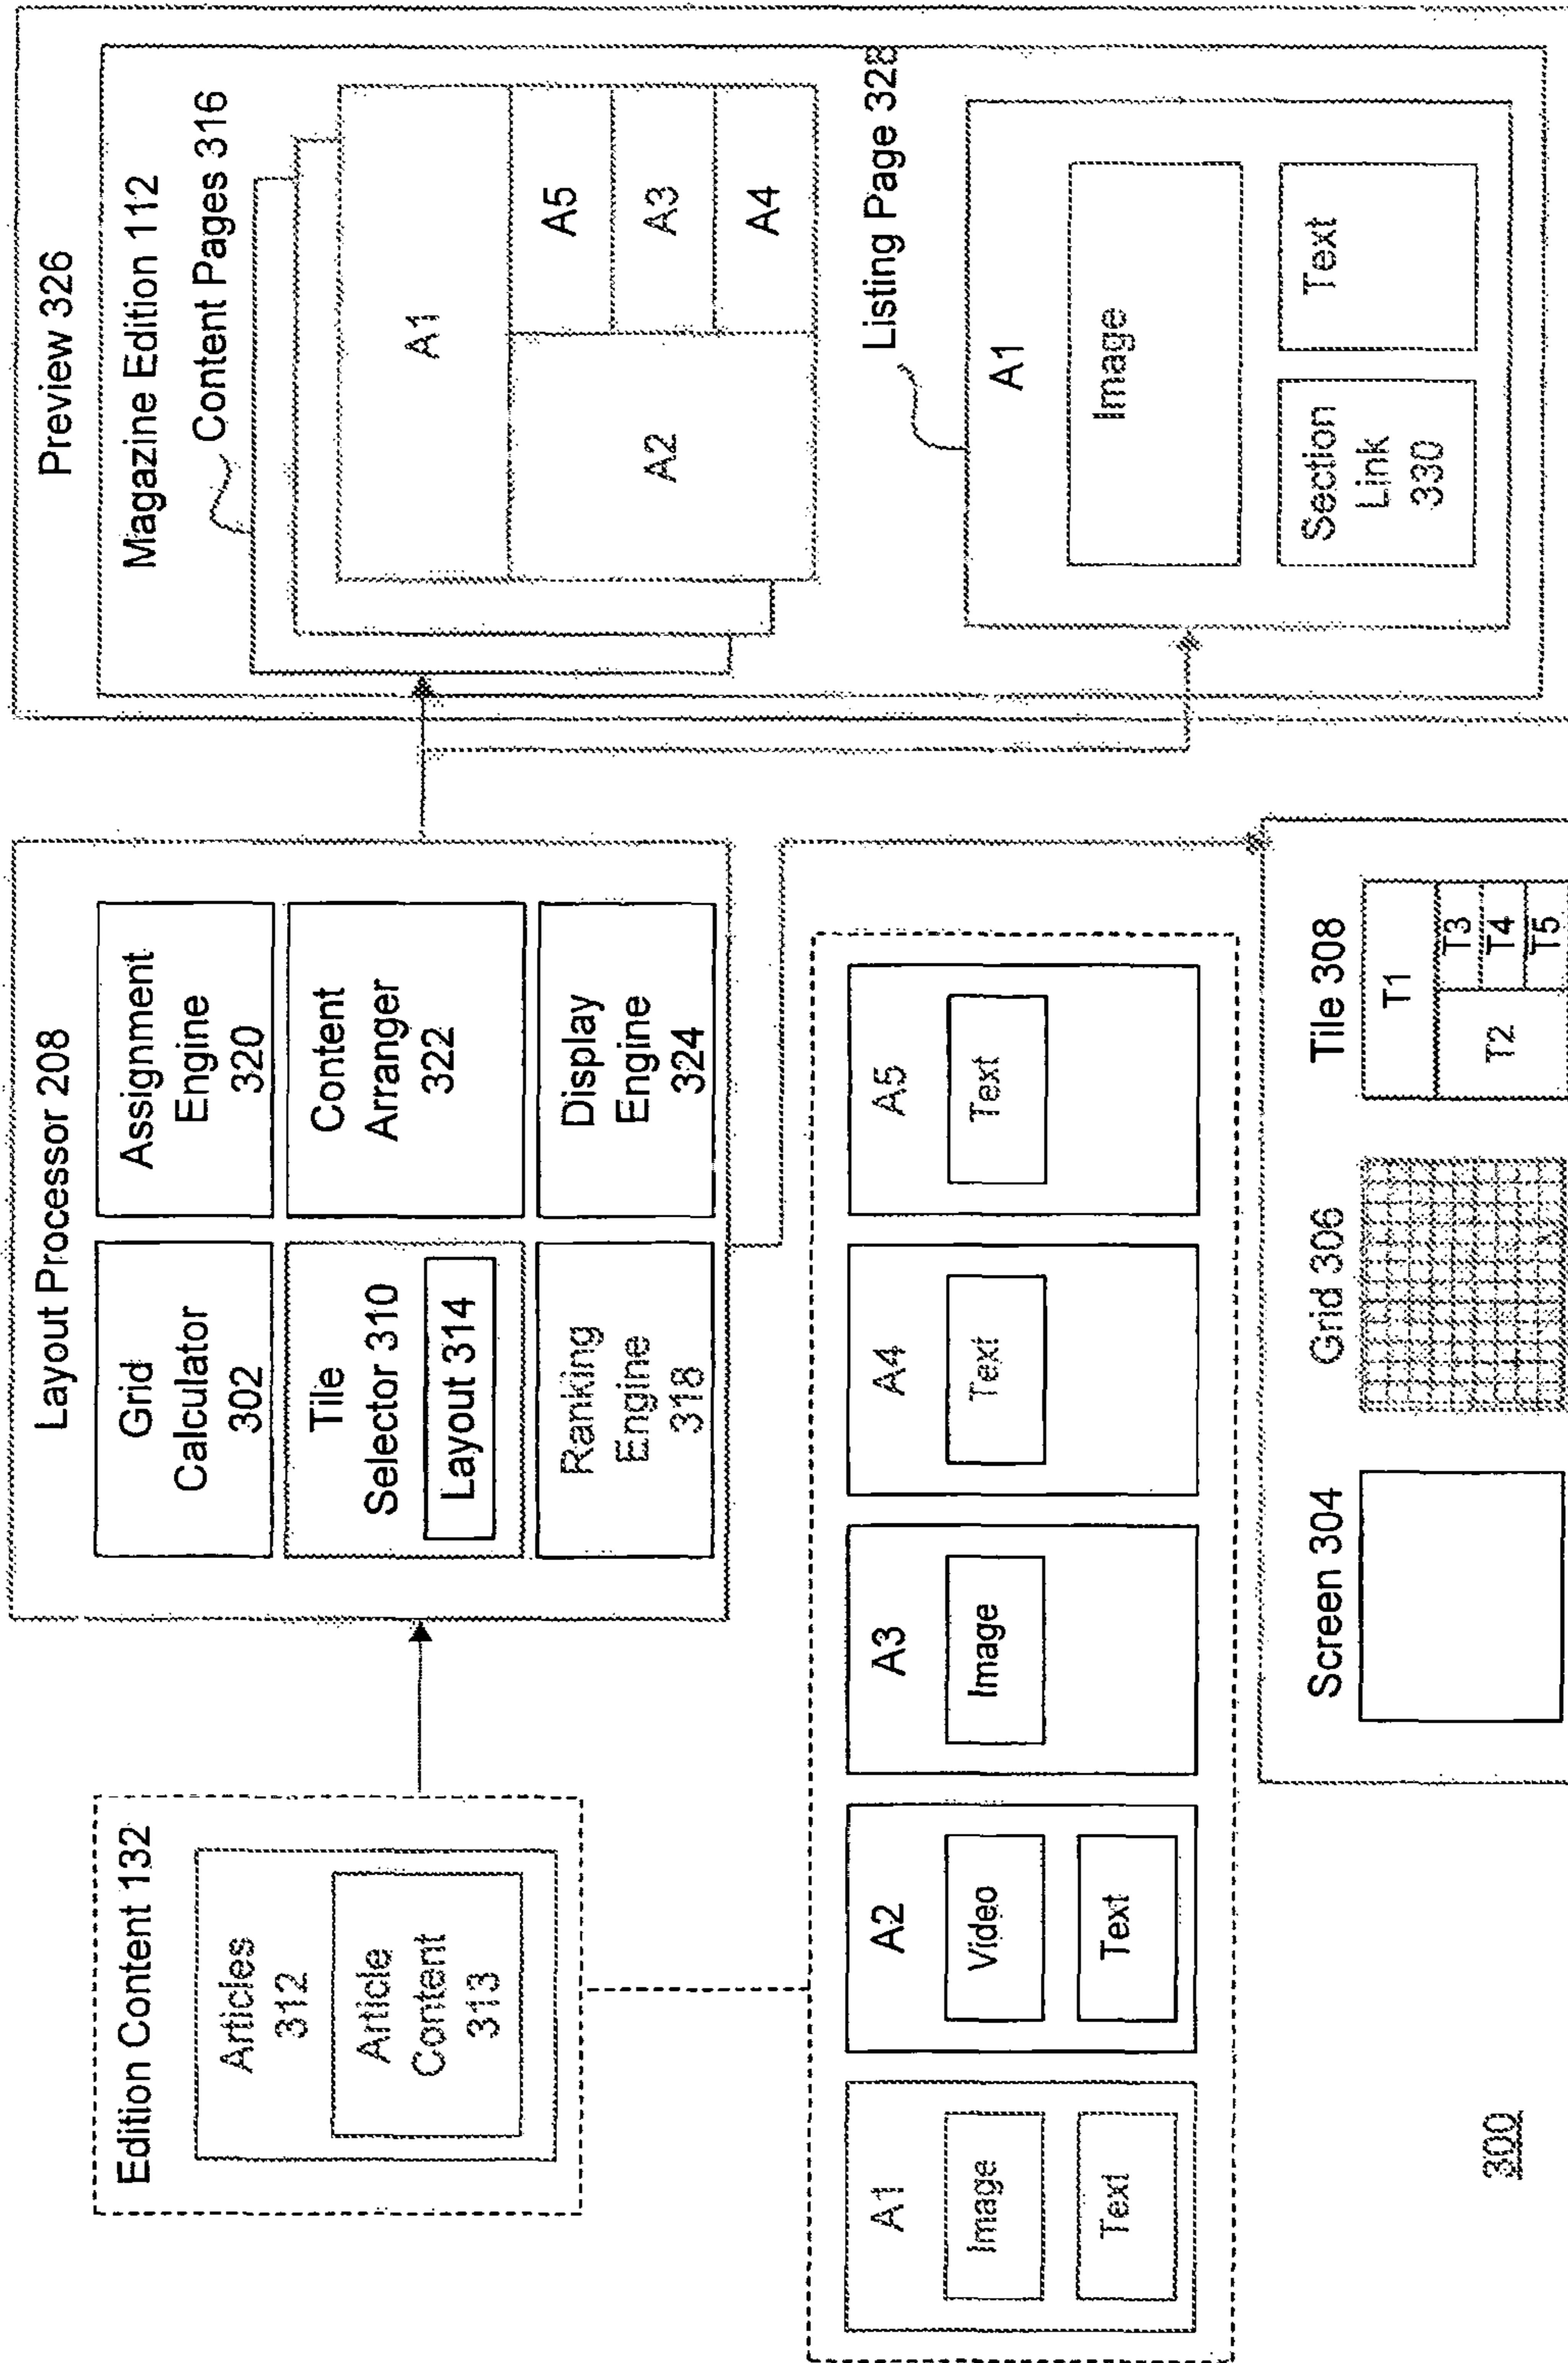 Edition Content 132
Articles
312
Article
Content
313
Layout Processor 208
Grid
Calculator
302
Assignment
Engine
320
Tile
Selector 310
Layout 314
Content
Arranger
322
Ranking
Engine
318
Display
Engine
324
Preview 326
Magazine Edition 112
Content Pages 316
A1
A2
A5
A3
A4
Listing Page 328
A1
Image
Section
Link
330
Text
A1
Image
Text
A2
Video
Text
A3
Image
A4
Text
A5
Text
Screen 304
Grid 306
Tile 308
T1
T2
T3
T4
T5
300